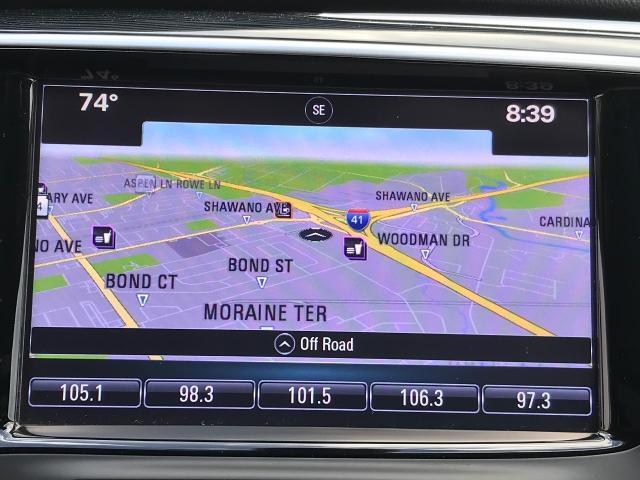 74° SE 8:39
ASPEN LN ROWE LN
ARY AVE
SHAWANO AVE
4
SHAWANO AVE
41
CARDINA
NO AVE
WOODMAN DR
BOND ST
BOND CT
MORAINE TER
Off Road
105.1 98.3 101.5 106.3 97.3